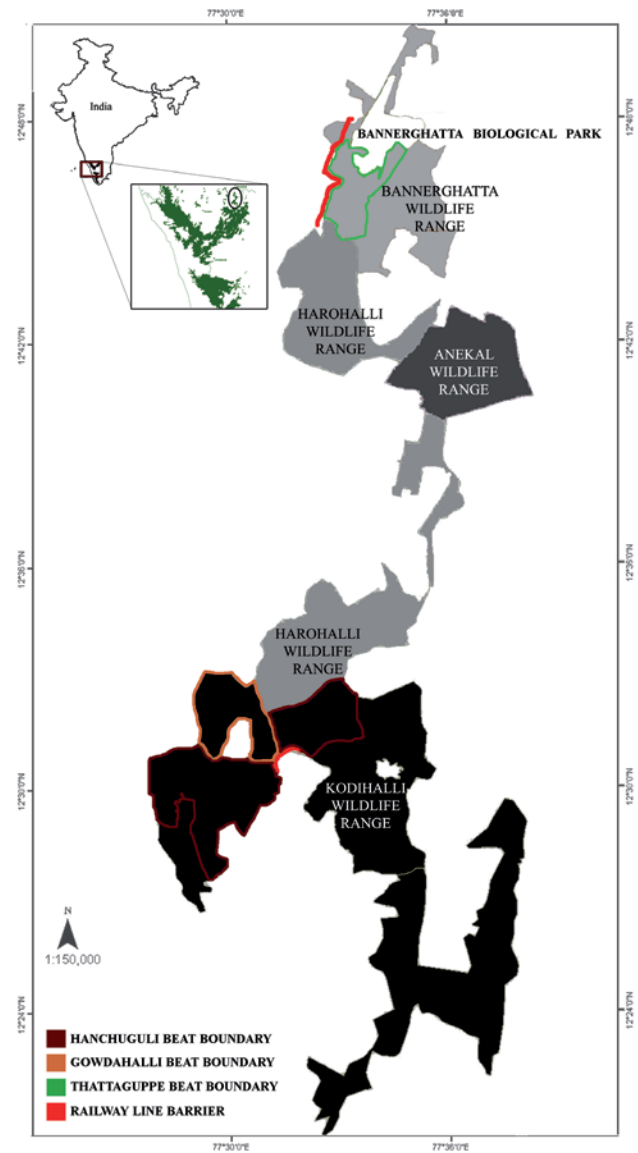 77°30'0"E
77°36'0"E
12°48'0"N
12°48'0"N
India
BANNERGHATTA BIOLOGICAL PARK
BANNERGHATTA
WILDLIFE
RANGE
HAROHALLI
WILDLIFE
RANGE
12°42'0"N
12°42'0"N
ANEKAL
WILDLIFE
RANGE
12°36'0"N
12°36'0"N
HAROHALLI
WILDLIFE
RANGE
12°30'0"N
12°30'0"N
KODIHALLI
WILDLIFE
RANGE
N
1:150,000
12°24'0"N
12°24'0"N
HANCHUGULI BEAT BOUNDARY
GOWDAHALLI BEAT BOUNDARY
THATTAGUPPE BEAT BOUNDARY
RAILWAY LINE BARRIER
77°30'0"E
77°36'0"E